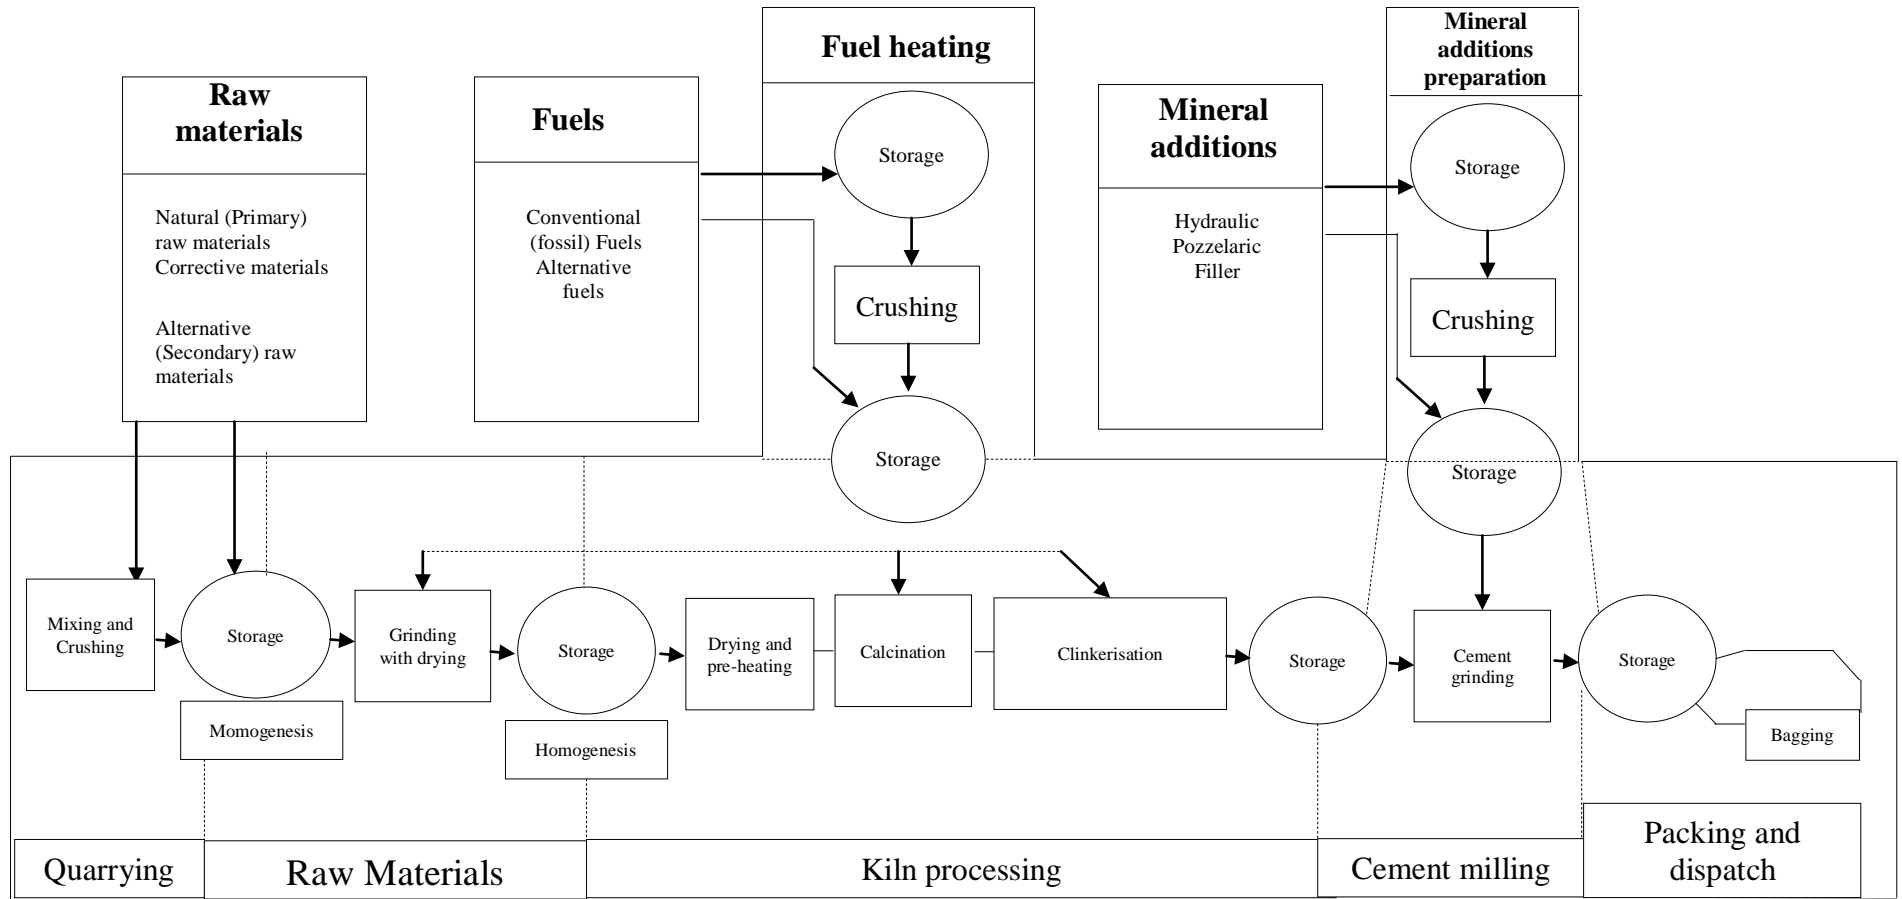 Raw
materials
Natural (Primary)
raw materials
Corrective materials
Alternative
(Secondary) raw
materials
Fuels
Conventional
(fossil) Fuels
Alternative
fuels
Fuel heating
Storage
Crushing
Storage
Mineral
additions
Hydraulic
Pozzelaric
Filler
Mineral
additions
preparation
Storage
Crushing
Storage
Mixing and
Crushing
Storage
Momogenesis
Grinding
with drying
Storage
Homogenesis
Drying and
pre-heating
Calcination
Clinkerisation
Storage
Cement
grinding
Storage
Bagging
Quarrying
Raw Materials
Kiln processing
Cement milling
Packing and
dispatch